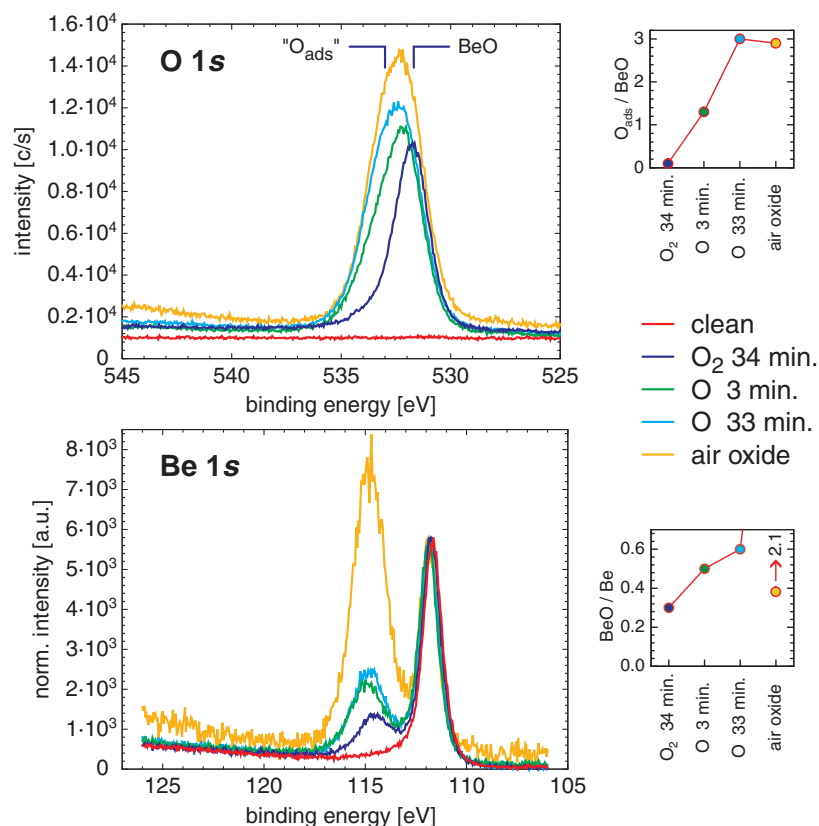 O 1s
"O_ads"
BeO
intensity [c/s]
1.6·10⁴
1.4·10⁴
1.2·10⁴
1.0·10⁴
0.8·10⁴
0.6·10⁴
0.4·10⁴
0.2·10⁴
0
545 540 535 530 525
binding energy [eV]
O_ads / BeO
3
2
1
0
O₂ 34 min.
O 3 min.
O 33 min.
air oxide
clean
O₂ 34 min.
O 3 min.
O 33 min.
air oxide
Be 1s
norm. intensity [a.u.]
8·10³
7·10³
6·10³
5·10³
4·10³
3·10³
2·10³
1·10³
0
125 120 115 110 105
binding energy [eV]
BeO / Be
0.6
0.4
0.2
0.0
2.1
O₂ 34 min.
O 3 min.
O 33 min.
air oxide